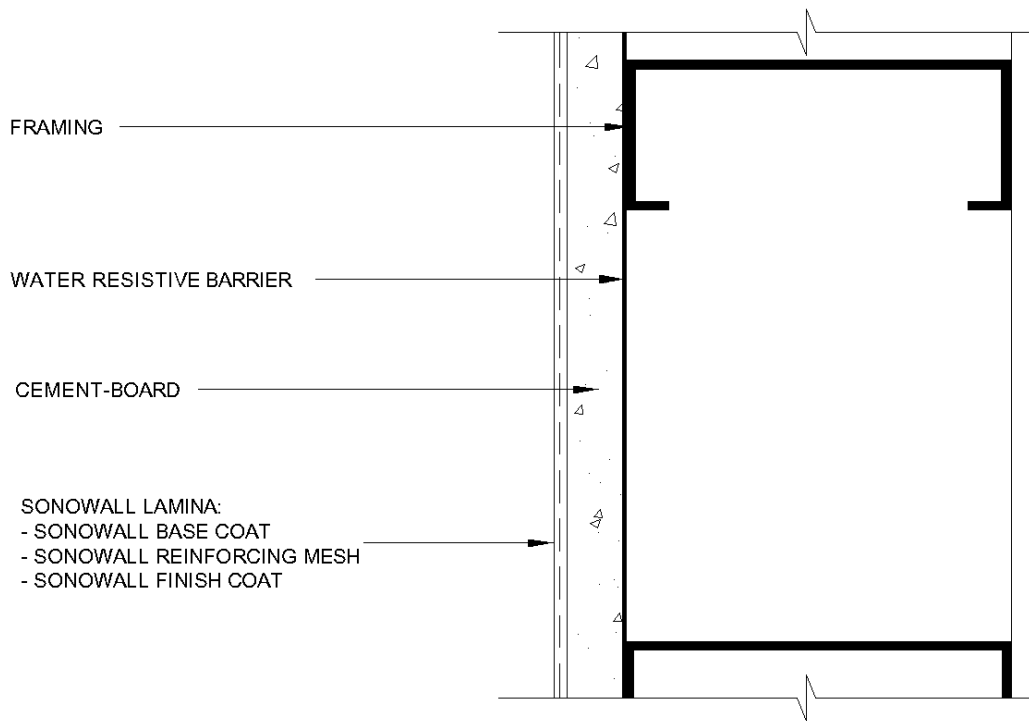 FRAMING
WATER RESISTIVE BARRIER
CEMENT-BOARD
SONOWALL LAMINA:
- SONOWALL BASE COAT
- SONOWALL REINFORCING MESH
- SONOWALL FINISH COAT